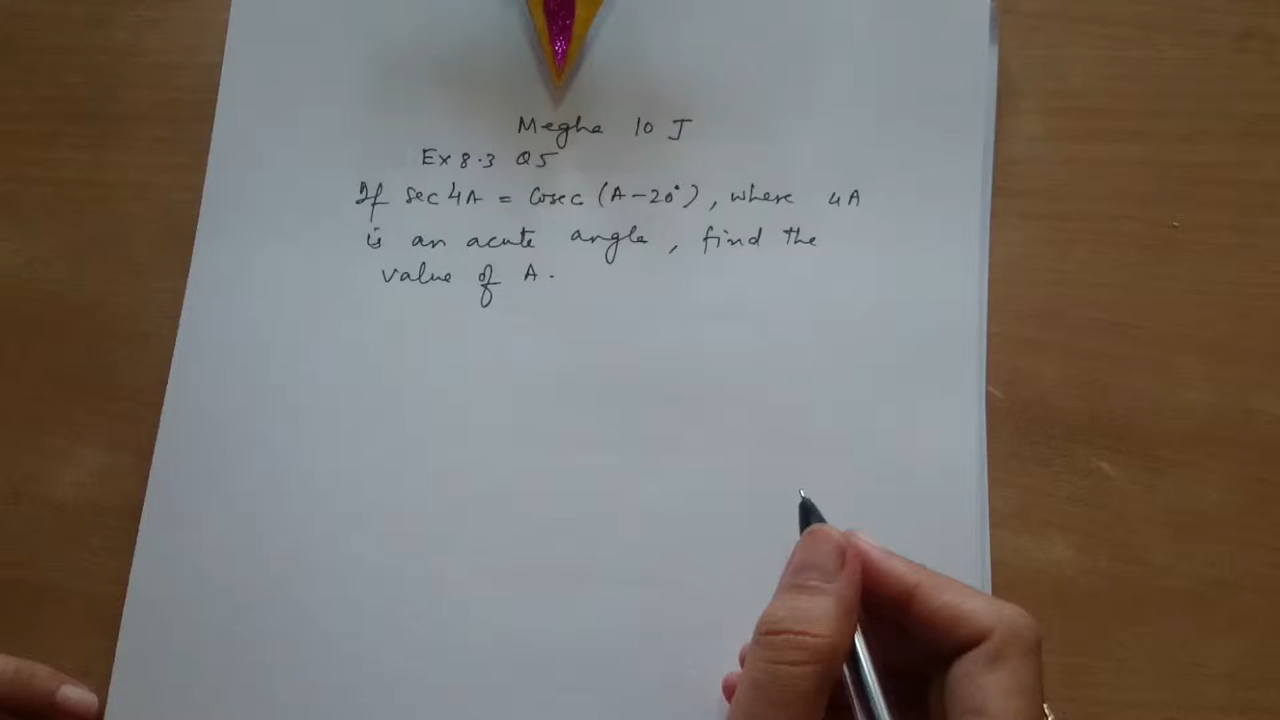 Megha 10 J
Ex 8.3 Q5
If sec 4A = Cosec (A-20°), where 4A
is an acute angle, find the
value of A.